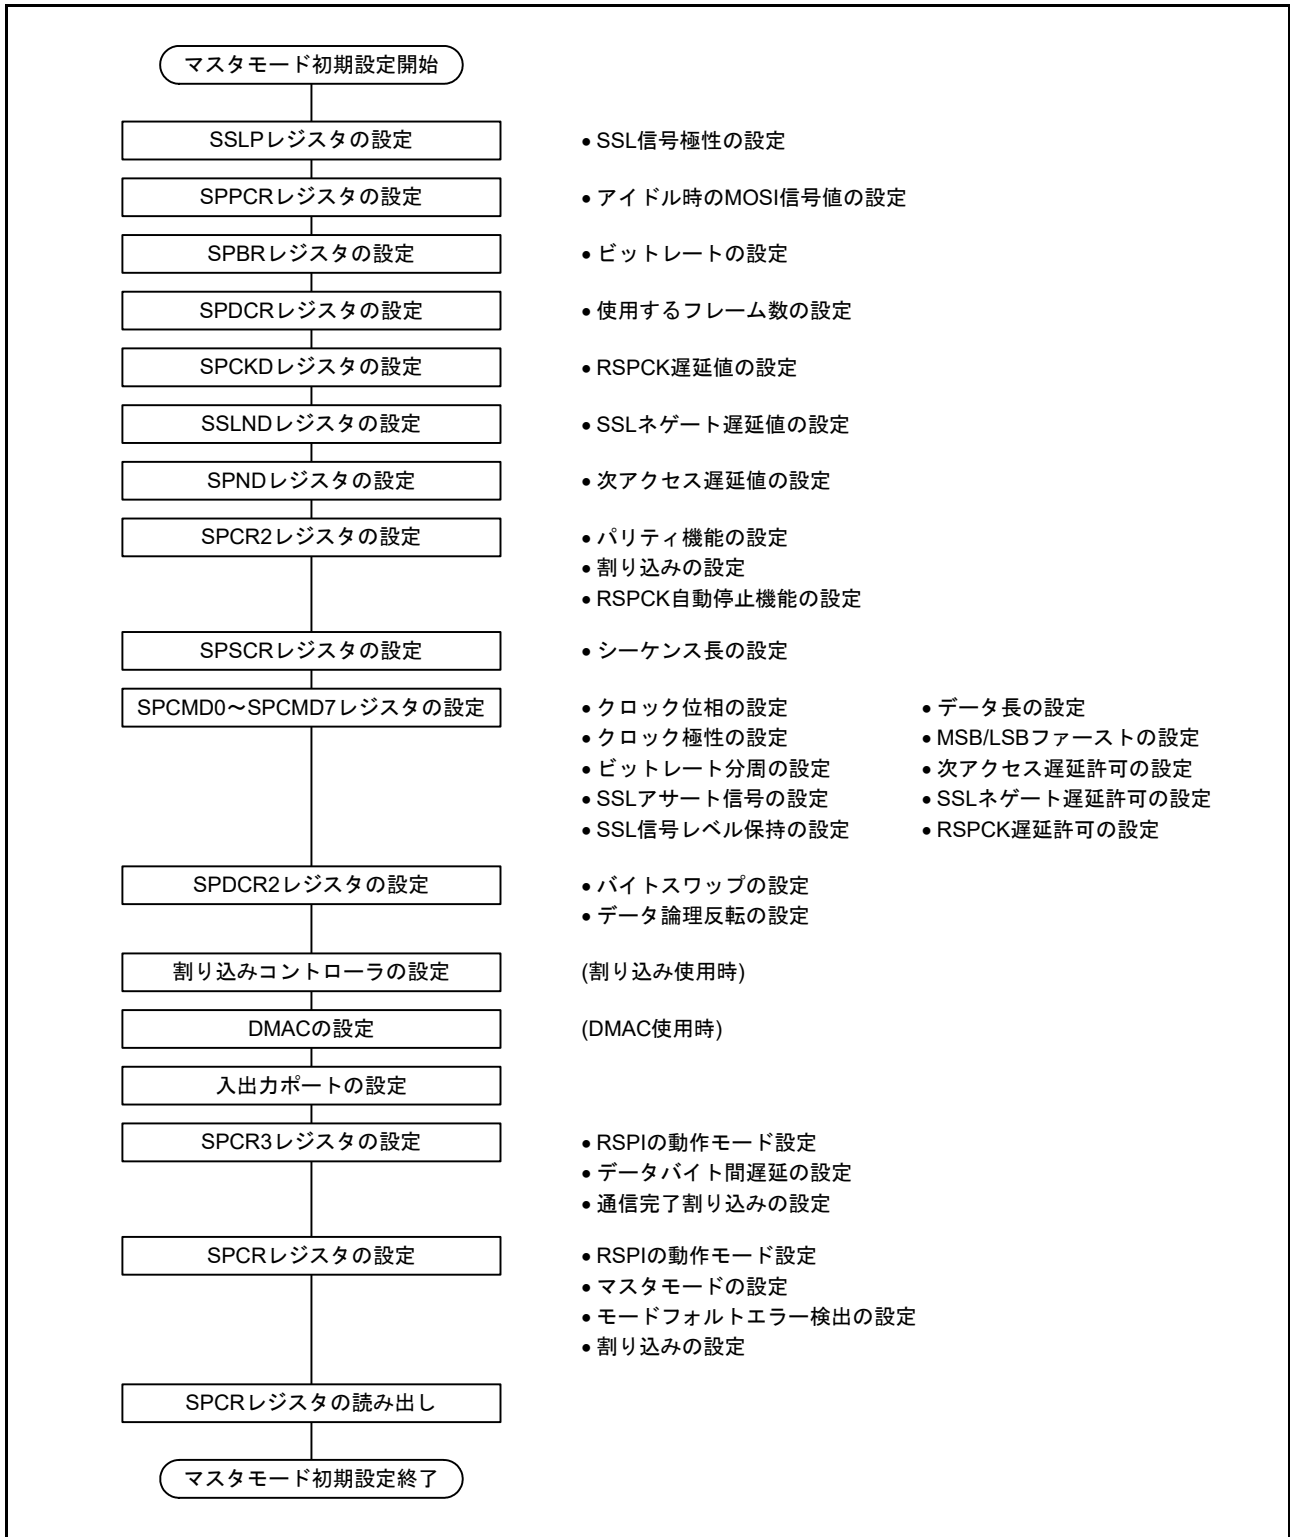 マスタモード初期設定開始
SSLPレジスタの設定
●SSL信号極性の設定
SPPCRレジスタの設定
●アイドル時のMOSI信号値の設定
SPBRレジスタの設定
●ビットレートの設定
SPDCRレジスタの設定
●使用するフレーム数の設定
SPCKDレジスタの設定
●RSPCK遅延値の設定
SSLNDレジスタの設定
●SSLネゲート遅延値の設定
SPNDレジスタの設定
●次アクセス遅延値の設定
SPCR2レジスタの設定
●パリティ機能の設定
●割り込みの設定
●RSPCK自動停止機能の設定
SPSCRレジスタの設定
●シーケンス長の設定
SPCMD0～SPCMD7レジスタの設定
●クロック位相の設定
●クロック極性の設定
●ビットレート分周の設定
●SSLアサート信号の設定
●SSL信号レベル保持の設定
●データ長の設定
●MSB/LSBファーストの設定
●次アクセス遅延許可の設定
●SSLネゲート遅延許可の設定
●RSPCK遅延許可の設定
SPDCR2レジスタの設定
●バイトスワップの設定
●データ論理反転の設定
割り込みコントローラの設定
(割り込み使用時)
DMACの設定
(DMAC使用時)
入出力ポートの設定
SPCR3レジスタの設定
●RSPIの動作モード設定
●データバイト間遅延の設定
●通信完了割り込みの設定
SPCRレジスタの設定
●RSPIの動作モード設定
●マスタモードの設定
●モードフォルトエラー検出の設定
●割り込みの設定
SPCRレジスタの読み出し
マスタモード初期設定終了